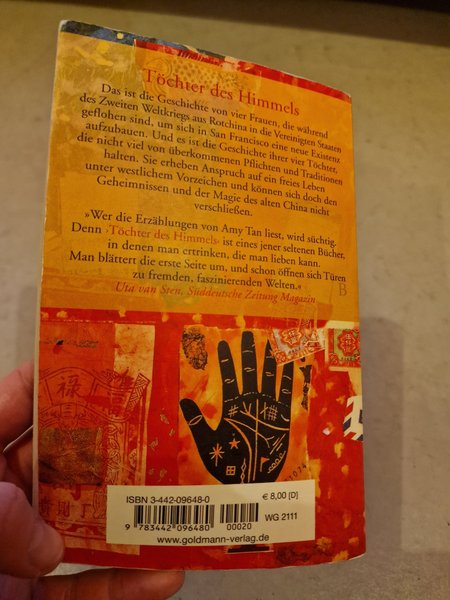 Töchter des Himmels
Das ist die Geschichte von vier Frauen, die während
des Zweiten Weltkriegs aus Rotchina in die Vereinigten Staaten
geflohen sind, um sich in San Francisco eine neue Existenz
aufzubauen. Und es ist die Geschichte ihrer vier Töchter,
die nicht viel von überkommenen Pflichten und Traditionen
halten. Sie erheben Anspruch auf ein freies Leben
unter westlichem Vorzeichen und können sich doch den
Geheimnissen und der Magie des alten China nicht
verschließen.
»Wer die Erzählungen von Amy Tan liest, wird süchtig.
Denn ›Töchter des Himmels‹ ist eines jener seltenen Bücher,
in denen man ertrinken, die man lieben kann.
Man blättert die erste Seite um, und schon öffnen sich Türen
zu fremden, faszinierenden Welten.«
Uta van Steen, Süddeutsche Zeitung Magazin
B
祿
ISBN 3-442-09648-0
€ 8,00 [D]
9 783442 096480
00020
WG 2111
www.goldmann-verlag.de